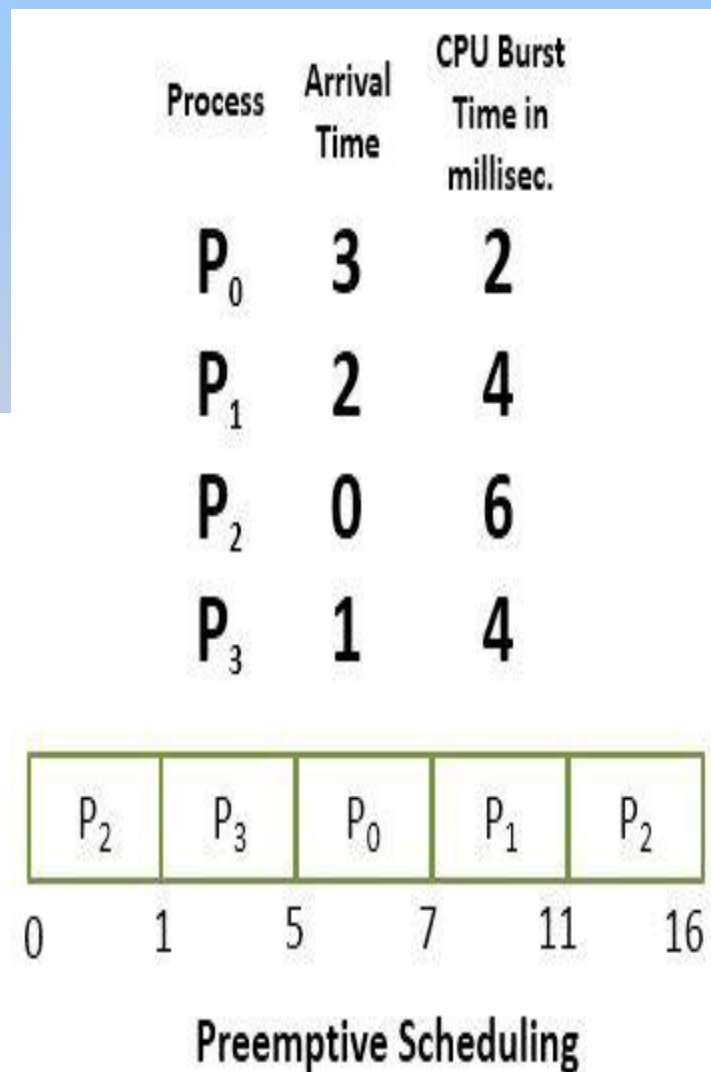 Process Arrival Time CPU Burst Time in millisec.
P0 3 2
P1 2 4
P2 0 6
P3 1 4
P2 P3 P0 P1 P2
0 1 5 7 11 16
Preemptive Scheduling